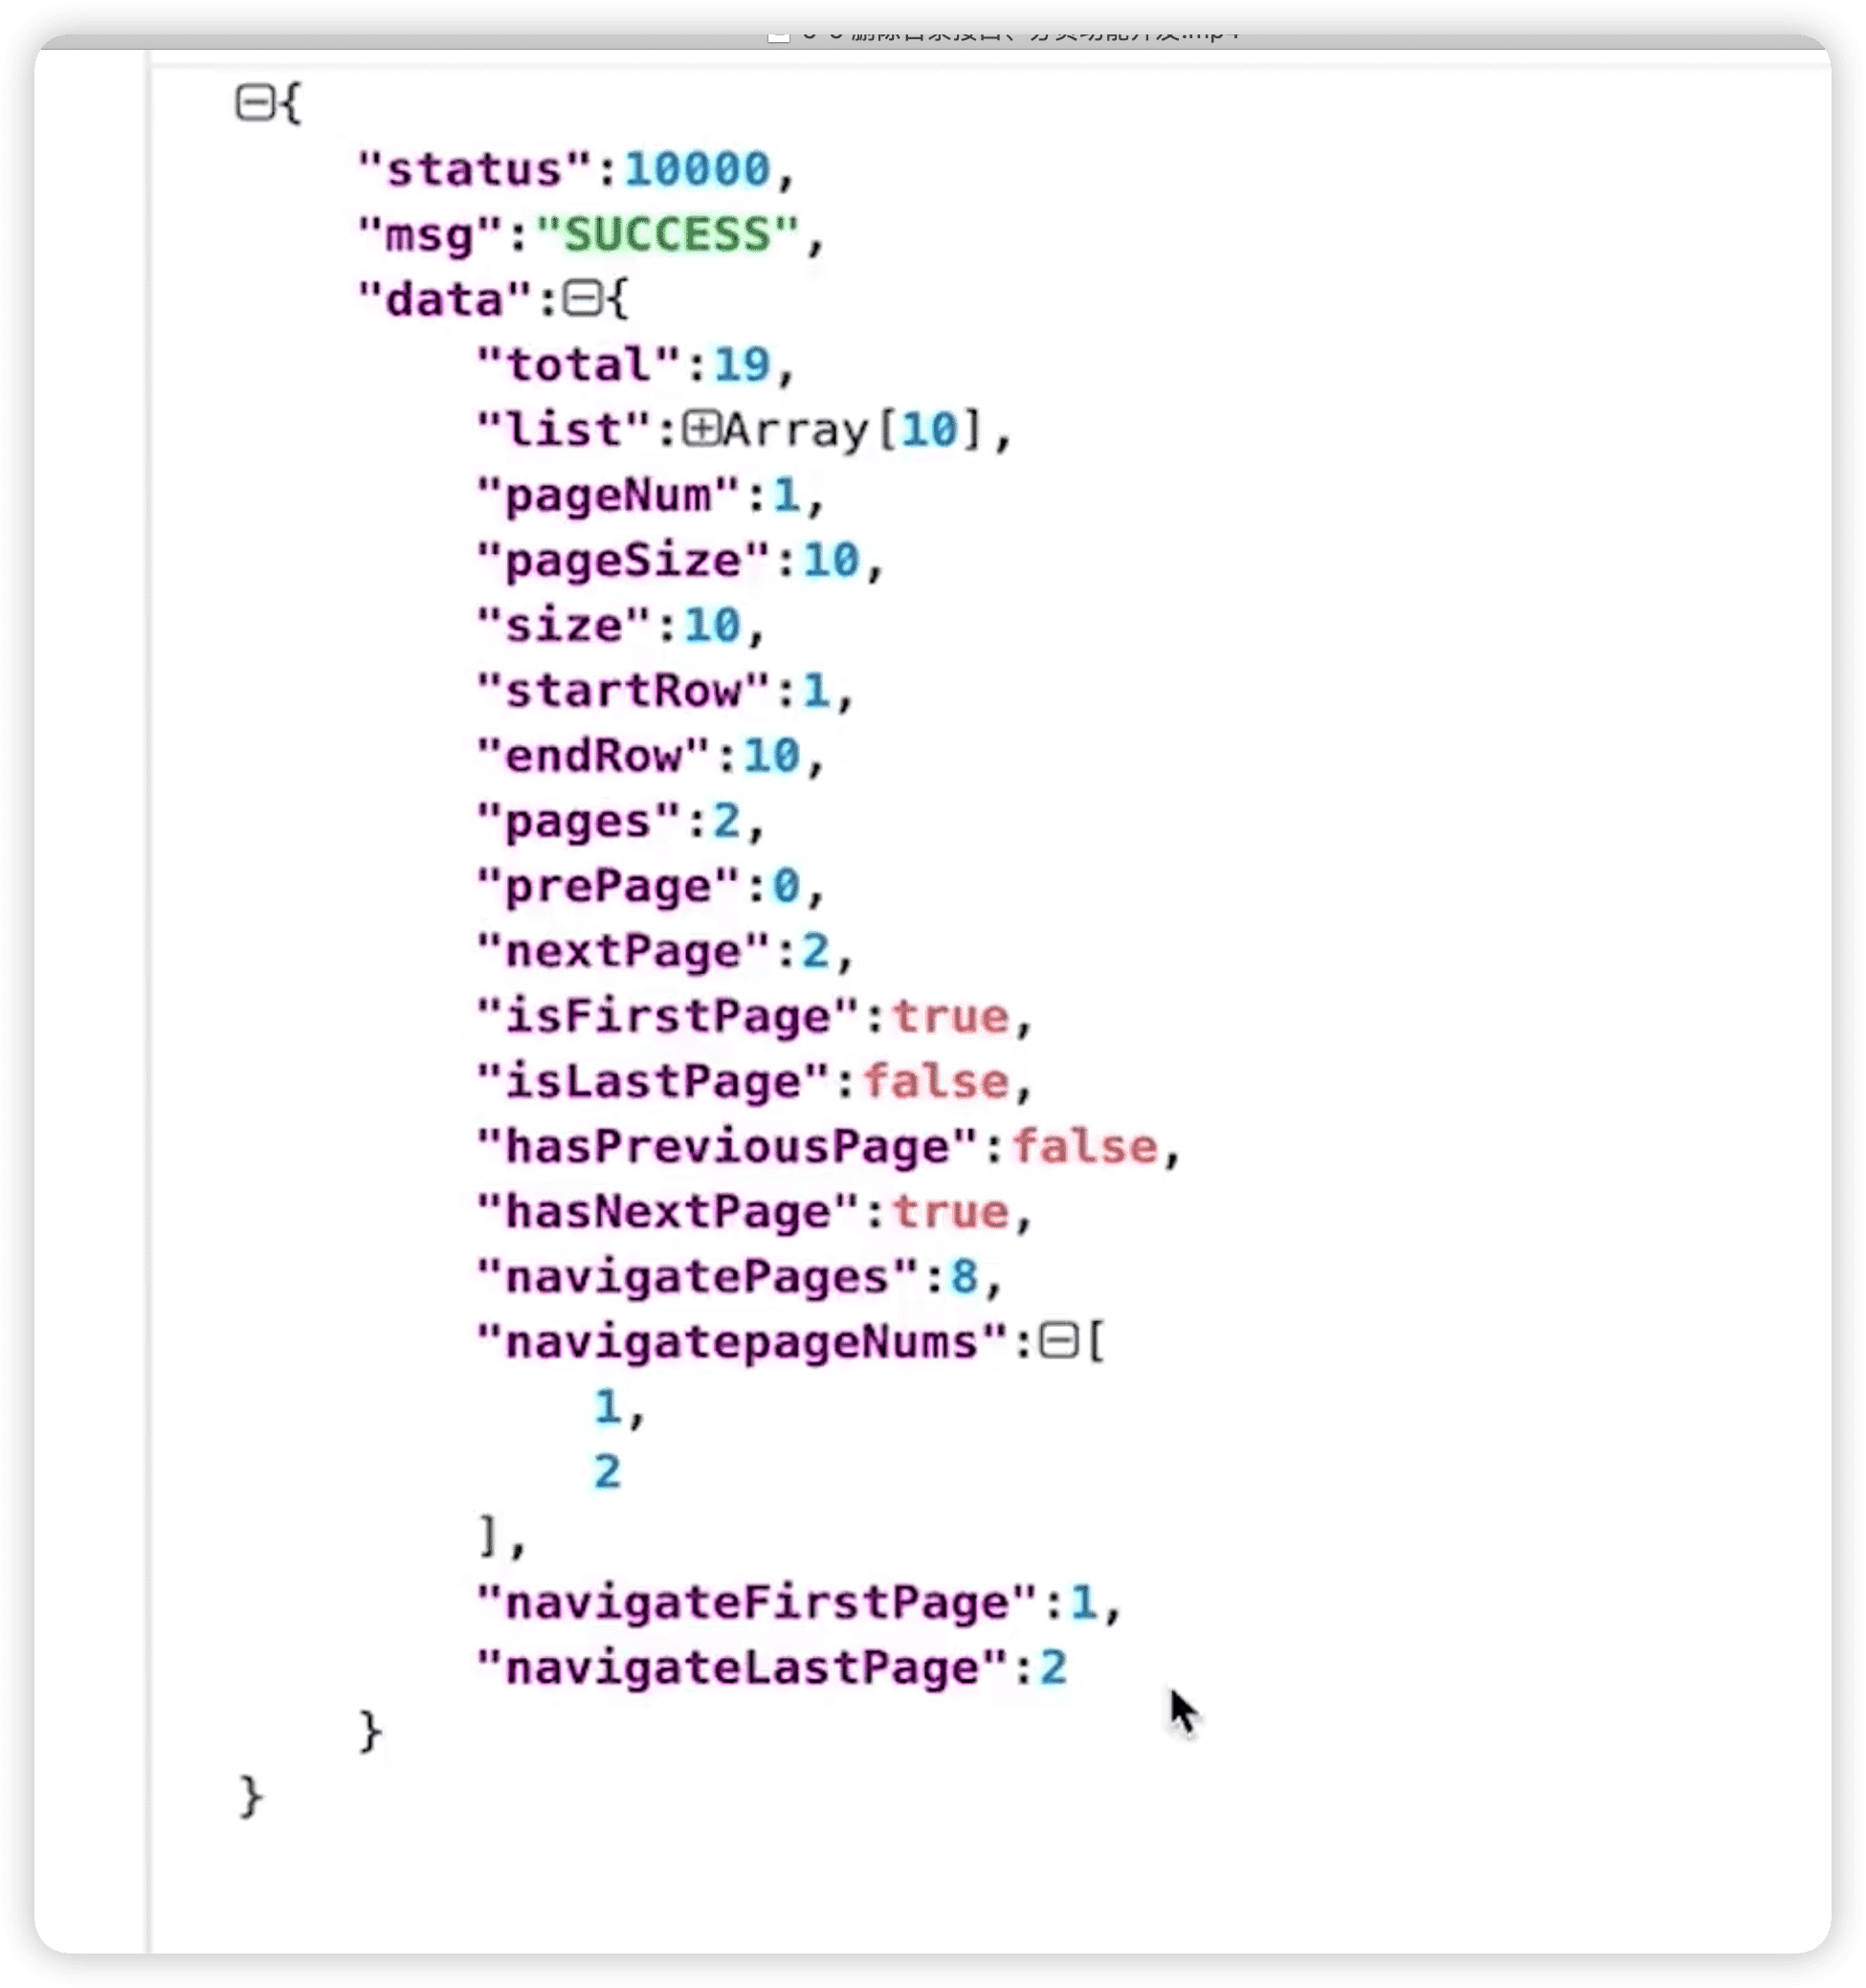 {
"status":10000,
"msg":"SUCCESS",
"data":{
"total":19,
"list":Array[10],
"pageNum":1,
"pageSize":10,
"size":10,
"startRow":1,
"endRow":10,
"pages":2,
"prePage":0,
"nextPage":2,
"isFirstPage":true,
"isLastPage":false,
"hasPreviousPage":false,
"hasNextPage":true,
"navigatePages":8,
"navigatepageNums":[
1,
2
],
"navigateFirstPage":1,
"navigateLastPage":2
}
}